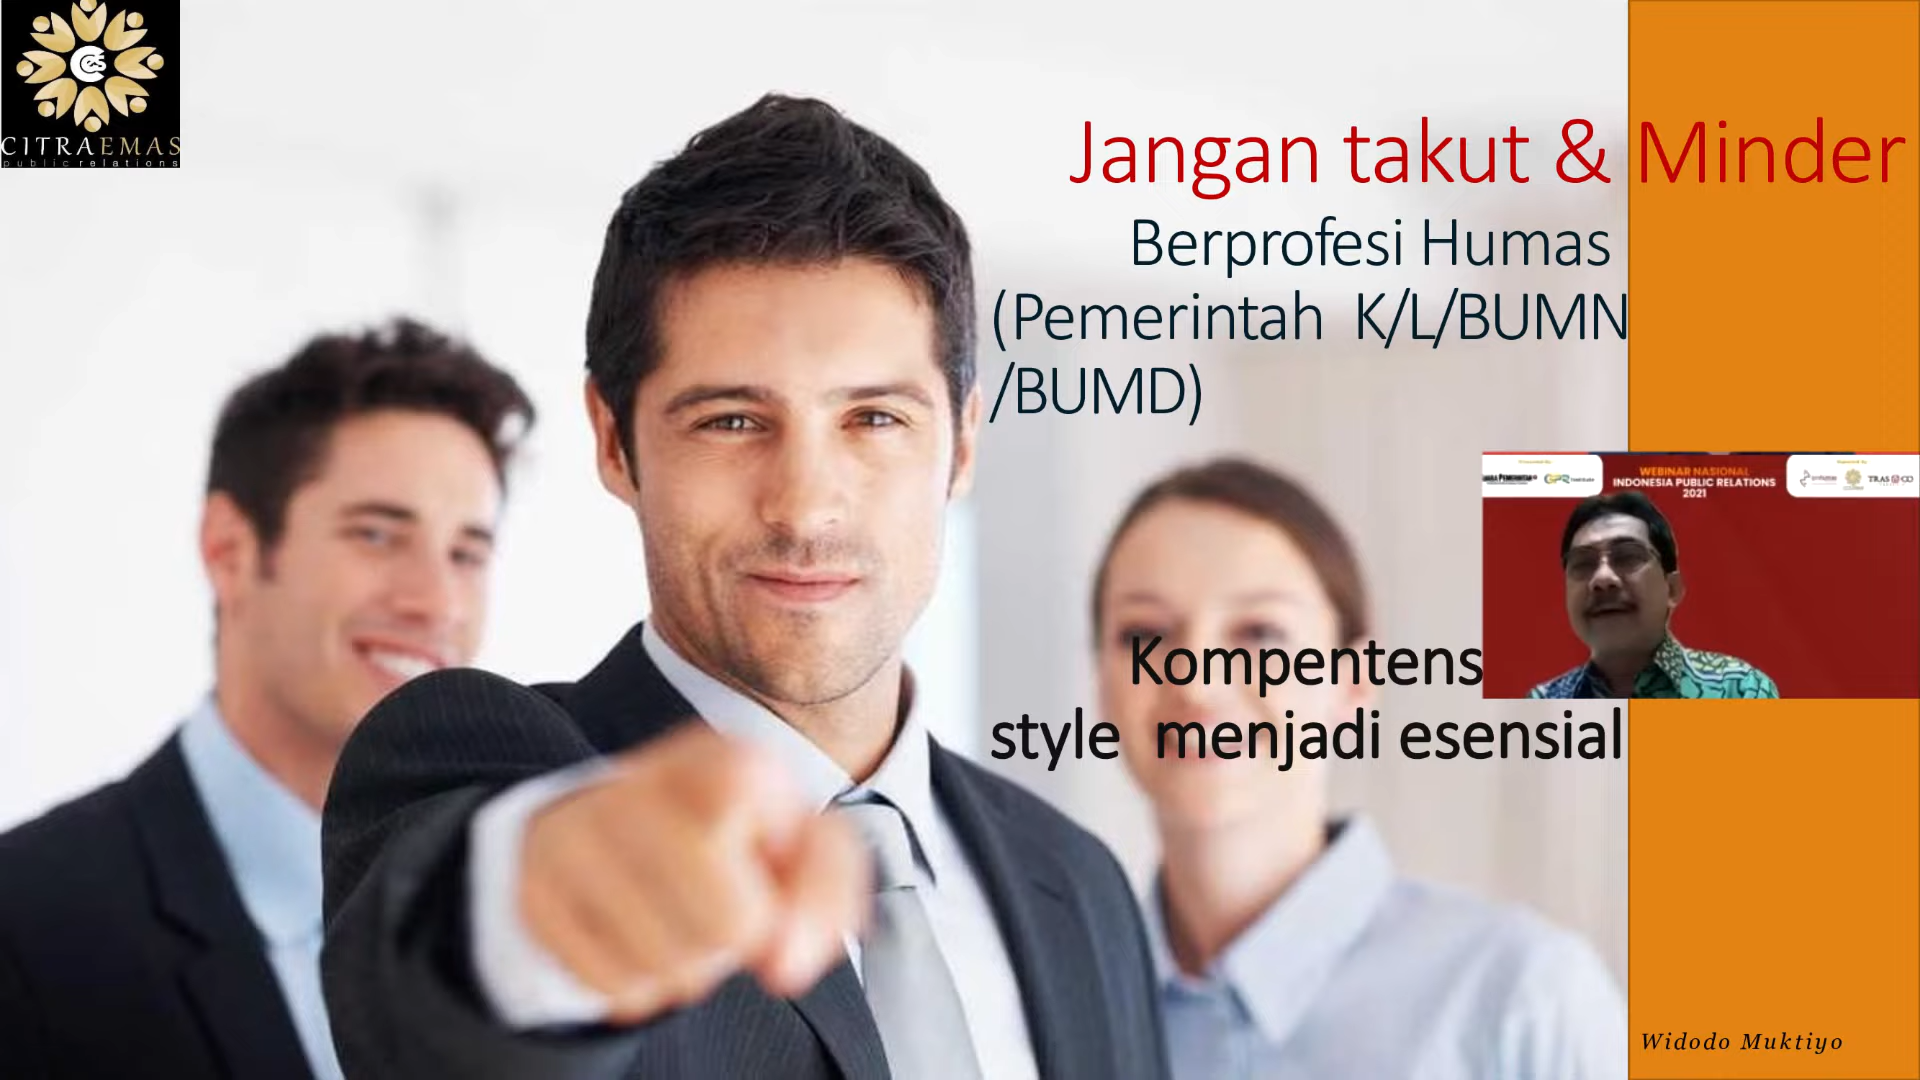 CITRAEMAS
public relations
Jangan takut & Minder
Berprofesi Humas
(Pemerintah K/L/BUMN
/BUMD)
WEBINAR NASIONAL
INDONESIA PUBLIC RELATIONS
2021
TRAS
Kompentens
style menjadi esensial
Widodo Muktiyo